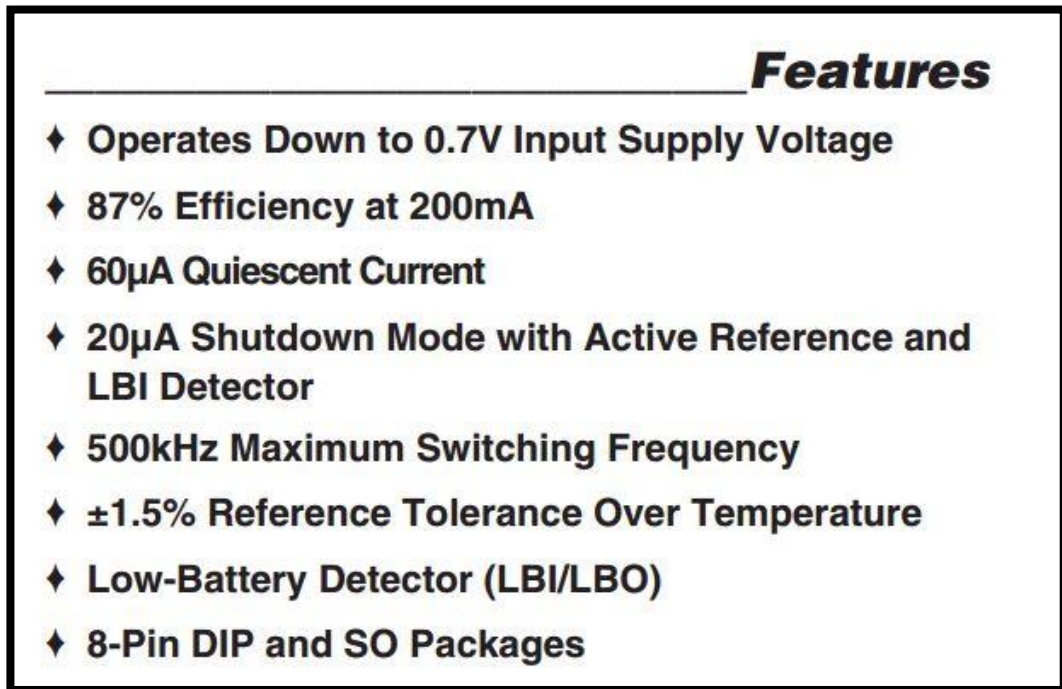 Features
♦ Operates Down to 0.7V Input Supply Voltage
♦ 87% Efficiency at 200mA
♦ 60µA Quiescent Current
♦ 20µA Shutdown Mode with Active Reference and
LBI Detector
♦ 500kHz Maximum Switching Frequency
♦ ±1.5% Reference Tolerance Over Temperature
♦ Low-Battery Detector (LBI/LBO)
♦ 8-Pin DIP and SO Packages